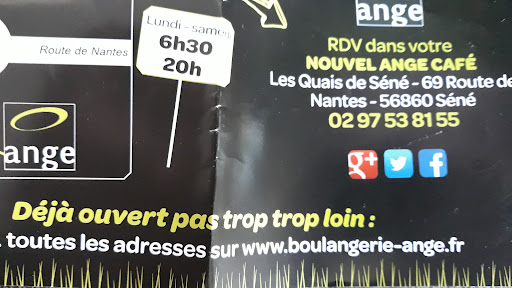 Route de Nantes
Lundi - samedi
6h30
20h
ange
ange
RDV dans votre
NOUVEL ANGE CAFÉ
Les Quais de Séné - 69 Route de
Nantes - 56860 Séné
02 97 53 81 55
g+
f
Déjà ouvert pas trop trop loin :
toutes les adresses sur www.boulangerie-ange.fr